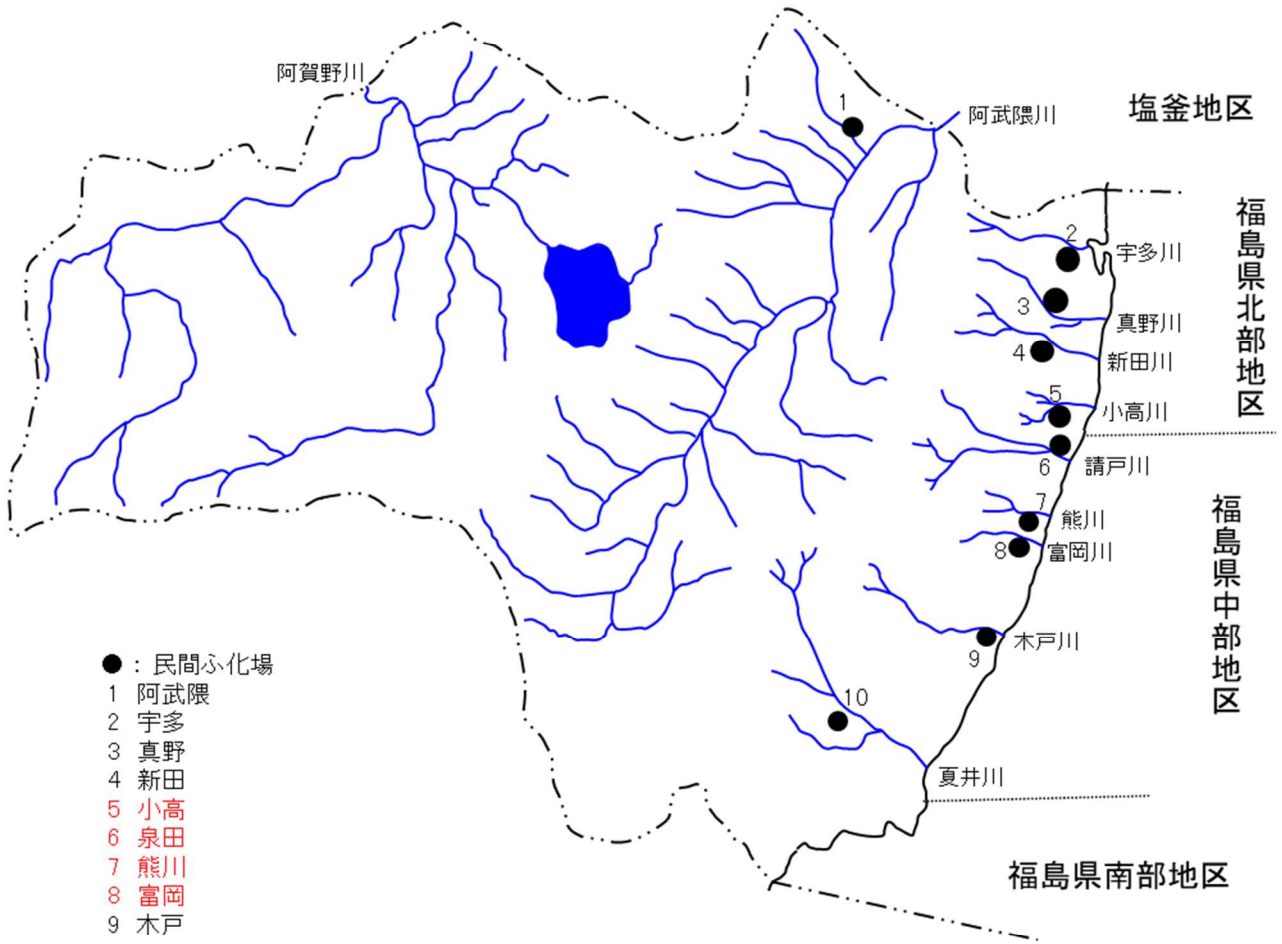 阿賀野川
1
阿武隈川
塩釜地区
福島県北部地区
2
宇多川
3
真野川
4
新田川
5
小高川
6
請戸川
7
熊川
8
富岡川
福島県中部地区
9
木戸川
10
夏井川
福島県南部地区
●：民間ふ化場
1 阿武隈
2 宇多
3 真野
4 新田
5 小高
6 泉田
7 熊川
8 富岡
9 木戸